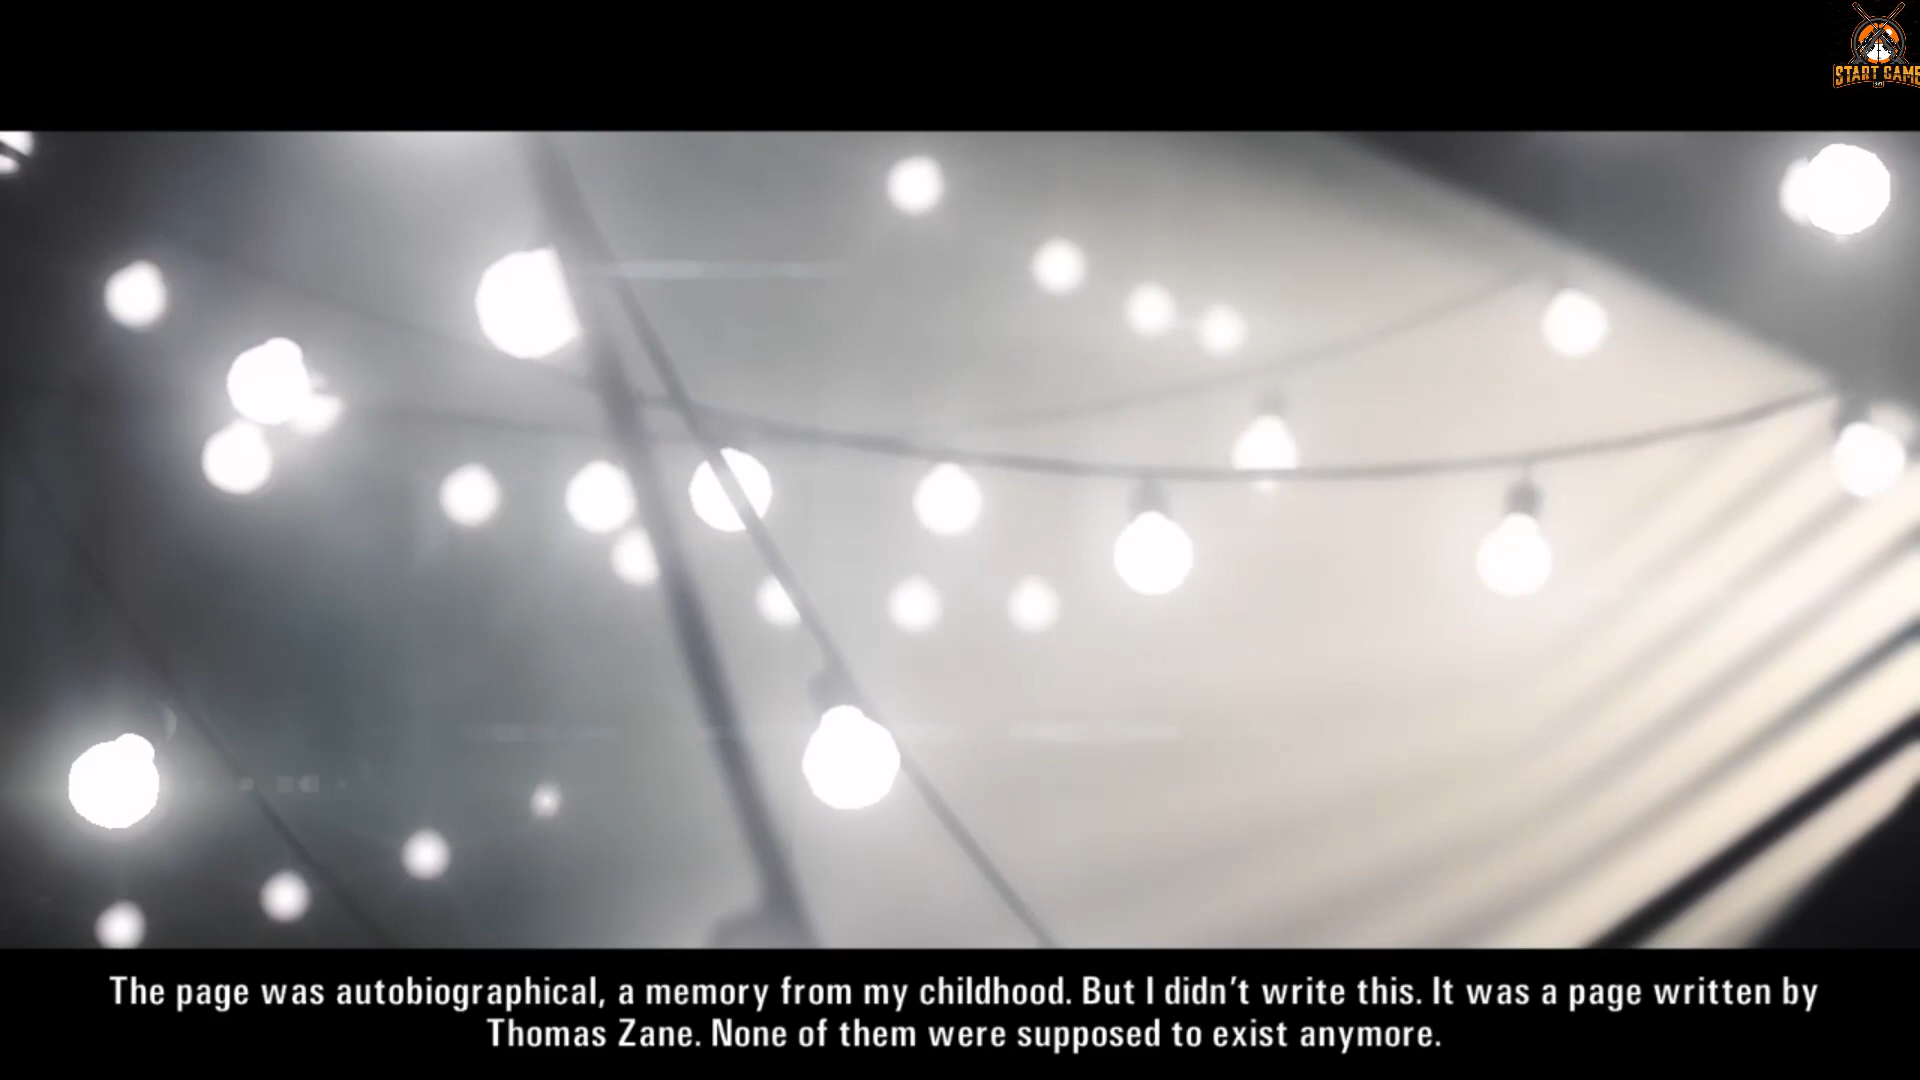 START GAME
The page was autobiographical, a memory from my childhood. But I didn't write this. It was a page written by
Thomas Zane. None of them were supposed to exist anymore.